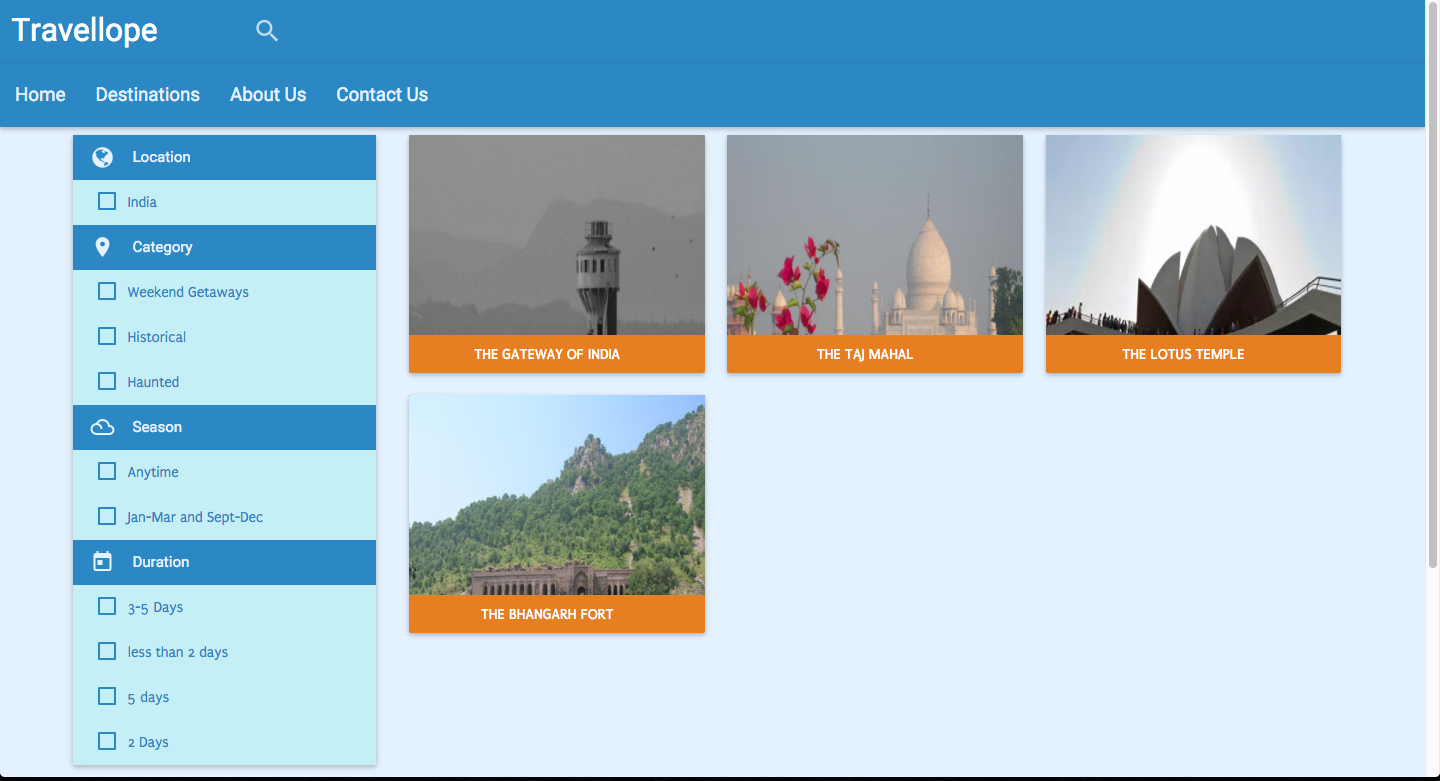 Travellope
Home Destinations About Us Contact Us
Location
India
Category
Weekend Getaways
Historical
Haunted
Season
Anytime
Jan-Mar and Sept-Dec
Duration
3-5 Days
less than 2 days
5 days
2 Days
THE GATEWAY OF INDIA
THE TAJ MAHAL
THE LOTUS TEMPLE
THE BHANGARH FORT